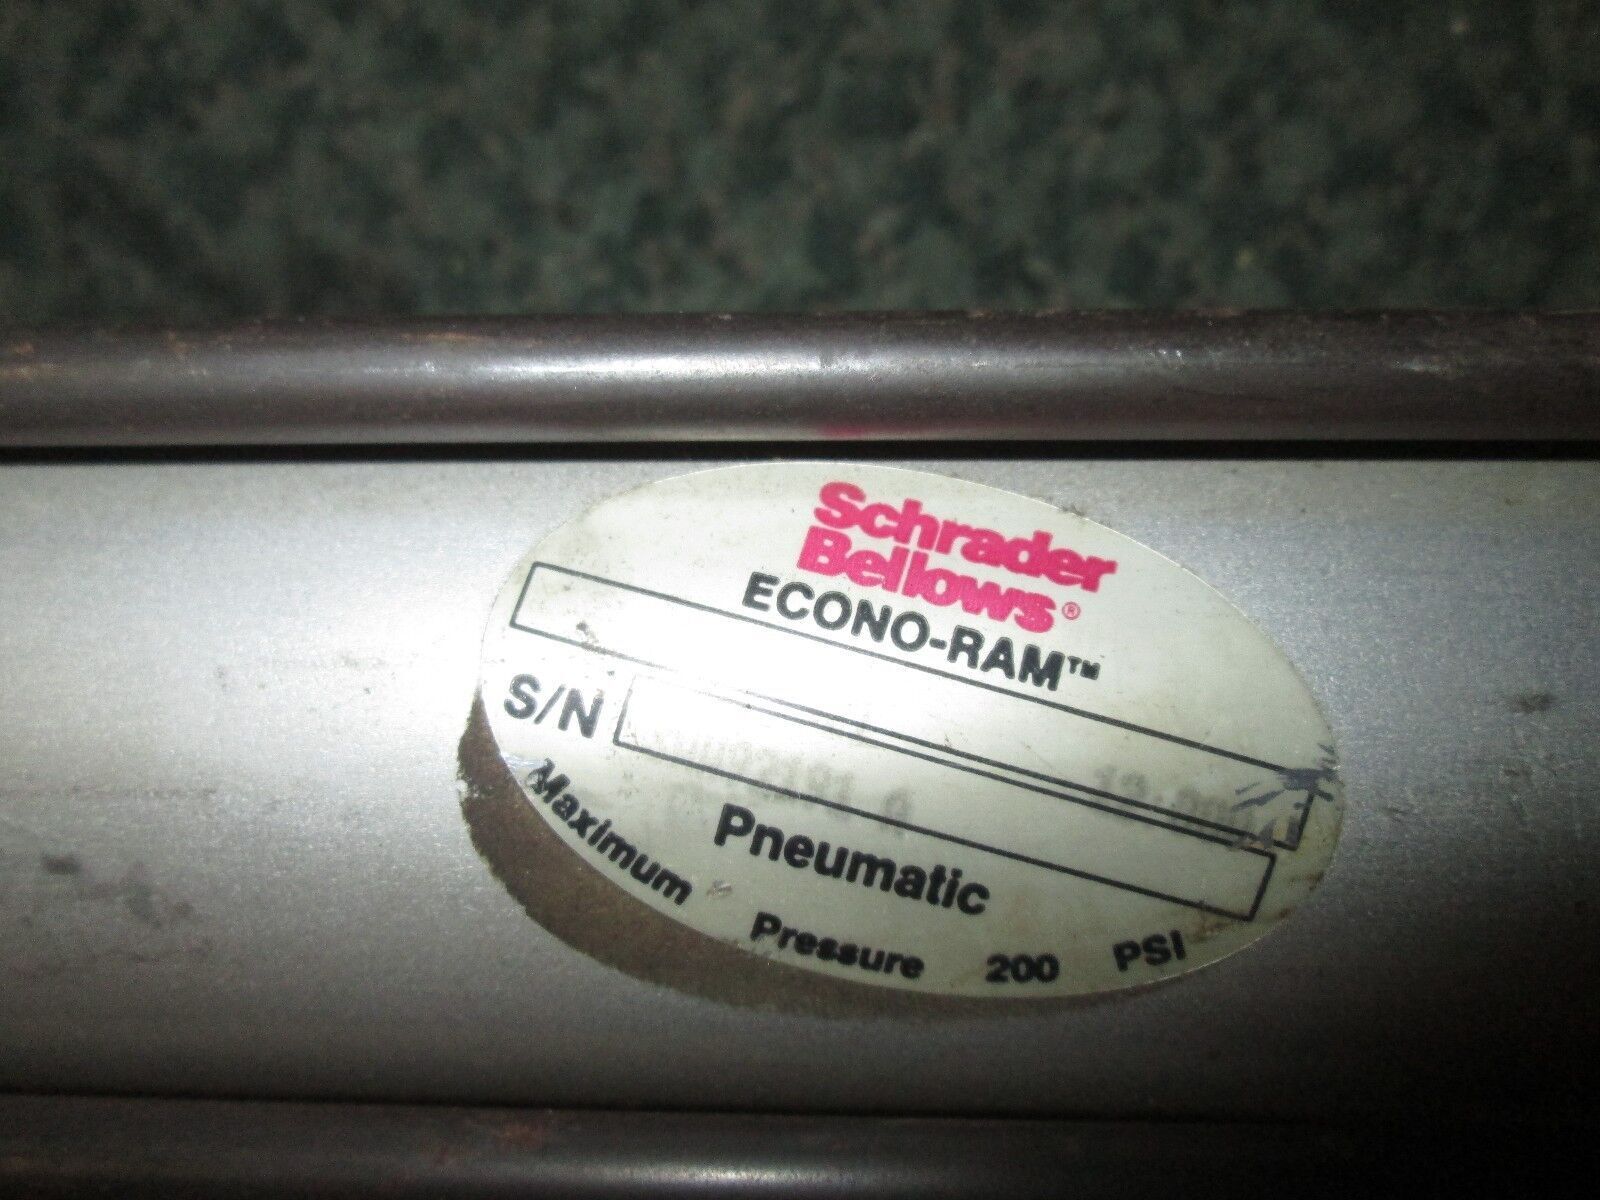 Schrader
Bellows®
ECONO-RAM™
S/N
Pneumatic
Maximum Pressure 200 PSI